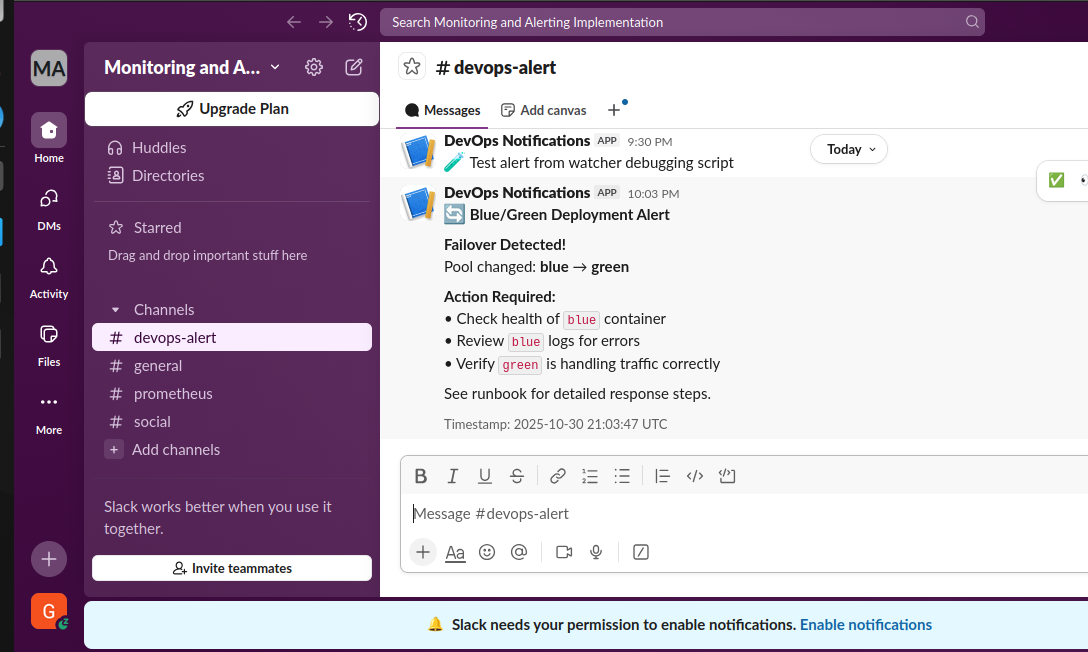 Search Monitoring and Alerting Implementation
MA
Home
DMs
Activity
Files
More
G
Monitoring and A...
Upgrade Plan
Huddles
Directories
Starred
Drag and drop important stuff here
Channels
# devops-alert
# general
# prometheus
# social
+ Add channels
Slack works better when you use it
together.
Invite teammates
# devops-alert
Messages
Add canvas
+
DevOps Notifications APP 9:30 PM
Today
🧪 Test alert from watcher debugging script
DevOps Notifications APP 10:03 PM
🔄 Blue/Green Deployment Alert
Failover Detected!
Pool changed: blue → green
Action Required:
• Check health of blue container
• Review blue logs for errors
• Verify green is handling traffic correctly
See runbook for detailed response steps.
Timestamp: 2025-10-30 21:03:47 UTC
B I U S
Message #devops-alert
+ Aa @
🔔 Slack needs your permission to enable notifications. Enable notifications